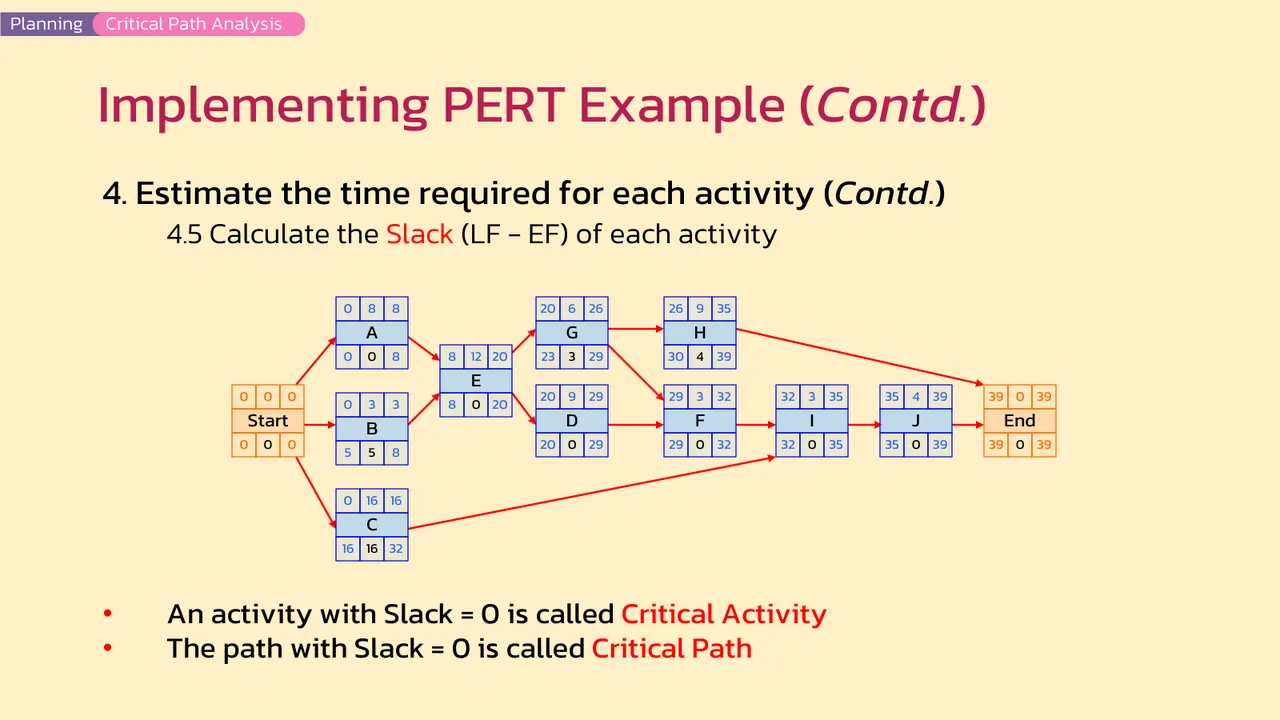 Planning Critical Path Analysis
Implementing PERT Example (Contd.)
4. Estimate the time required for each activity (Contd.)
4.5 Calculate the Slack (LF - EF) of each activity
0 8 8
A
0 0 8
0 3 3
B
5 5 8
0 16 16
C
16 16 32
0 0 0
Start
0 0 0
8 12 20
E
8 0 20
20 6 26
G
23 3 29
20 9 29
D
20 0 29
26 9 35
H
30 4 39
29 3 32
F
29 0 32
32 3 35
I
32 0 35
35 4 39
J
35 0 39
39 0 39
End
39 0 39
• An activity with Slack = 0 is called Critical Activity
• The path with Slack = 0 is called Critical Path